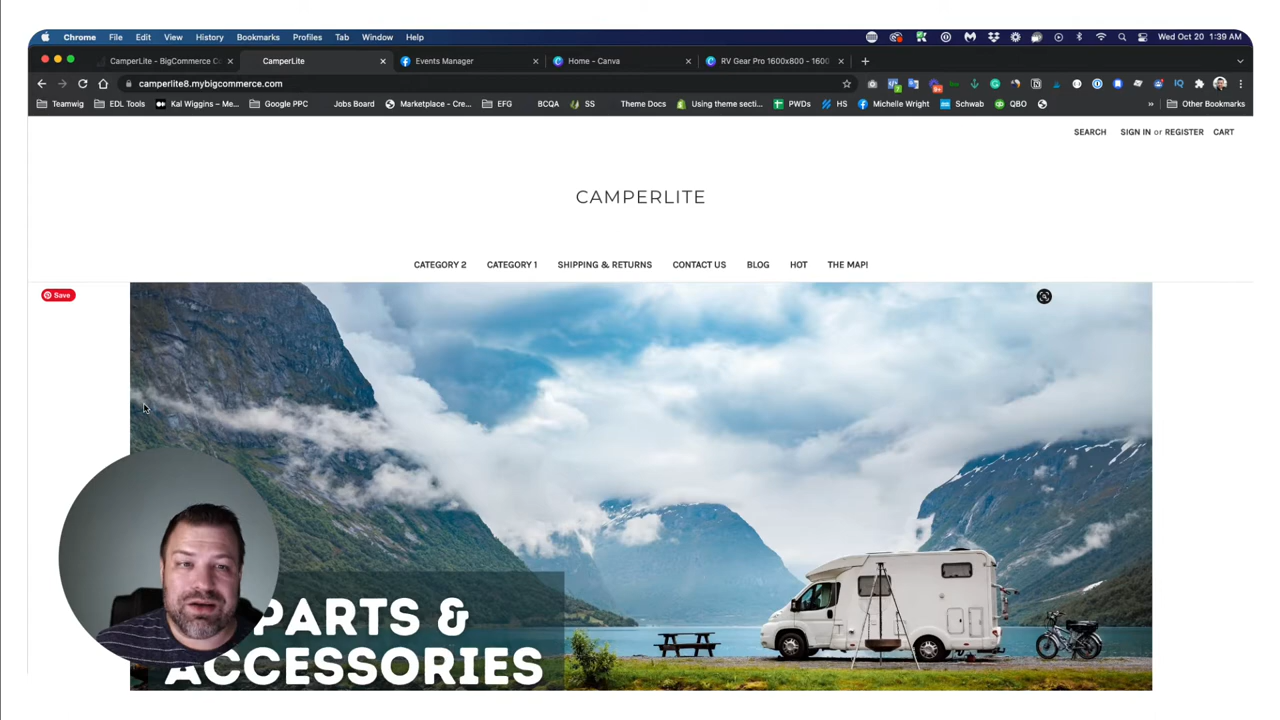 Chrome File Edit View History Bookmarks Profiles Tab Window Help Wed Oct 20 1:39 AM
CamperLite - BigCommerce C CamperLite Events Manager Home - Canva RV Gear Pro 1600x800 - 1600
camperlite8.mybigcommerce.com
Teamwig EDL Tools Kal Wiggins – Me... Google PPC Jobs Board Marketplace - Cre... EFG BCQA SS Theme Docs Using theme secti... PWDs HS Michelle Wright Schwab QBO » Other Bookmarks
SEARCH SIGN IN or REGISTER CART
CAMPERLITE
CATEGORY 2 CATEGORY 1 SHIPPING & RETURNS CONTACT US BLOG HOT THE MAP!
Save
PARTS &
ACCESSORIES